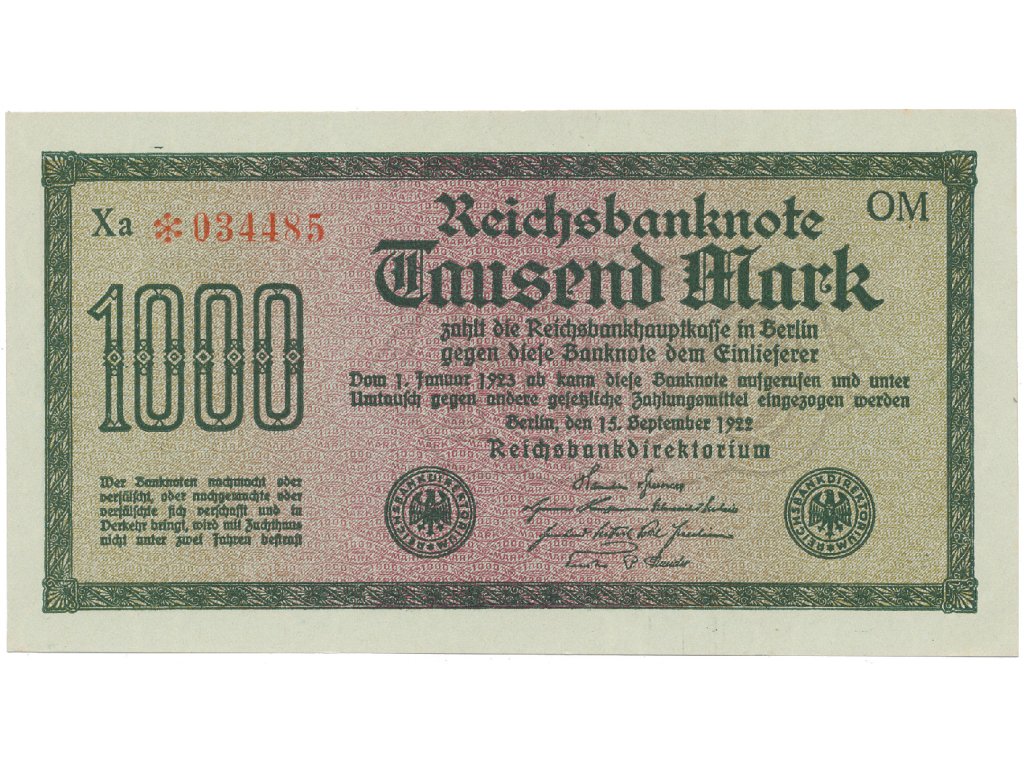 Xa *034485
OM
Reichsbanknote
Tausend Mark
zahlt die Reichsbankhauptkasse in Berlin
gegen diese Banknote dem Einlieferer
Vom 1. Januar 1923 ab kann diese Banknote aufgerufen und unter
Umtausch gegen andere gesetzliche Zahlungsmittel eingezogen werden
Berlin, den 15. September 1922
Reichsbankdirektorium
1000
Wer Banknoten nachmacht oder
verfälscht, oder nachgemachte oder
verfälschte sich verschafft und in
Verkehr bringt, wird mit Zuchthaus
nicht unter zwei Jahren bestraft
REICHSBANKDIREKTORIUM
REICHSBANKDIREKTORIUM